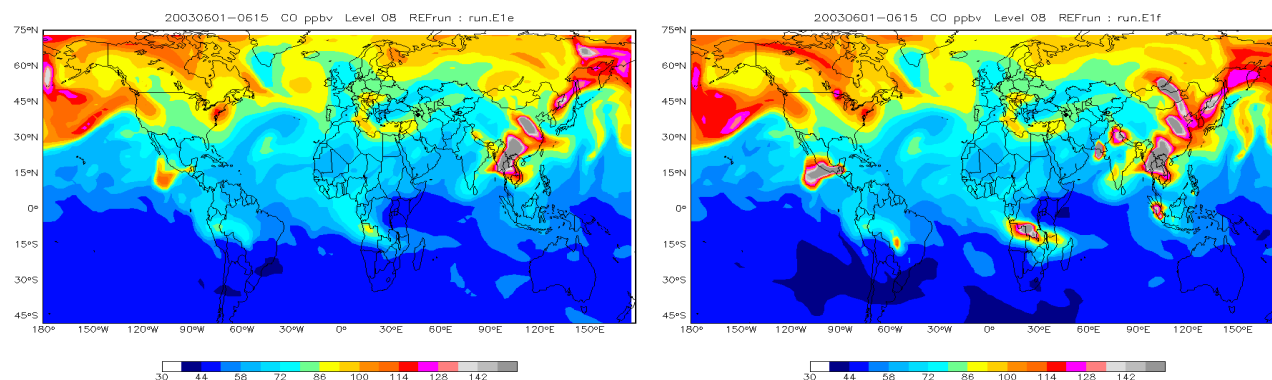 20030601-0615 CO ppbv Level 08 REFrun : run.E1e
75°N
60°N
45°N
30°N
15°N
0°
15°S
30°S
45°S
180° 150°W 120°W 90°W 60°W 30°W 0° 30°E 60°E 90°E 120°E 150°E
30 44 58 72 86 100 114 128 142
20030601-0615 CO ppbv Level 08 REFrun : run.E1f
75°N
60°N
45°N
30°N
15°N
0°
15°S
30°S
45°S
180° 150°W 120°W 90°W 60°W 30°W 0° 30°E 60°E 90°E 120°E 150°E
30 44 58 72 86 100 114 128 142